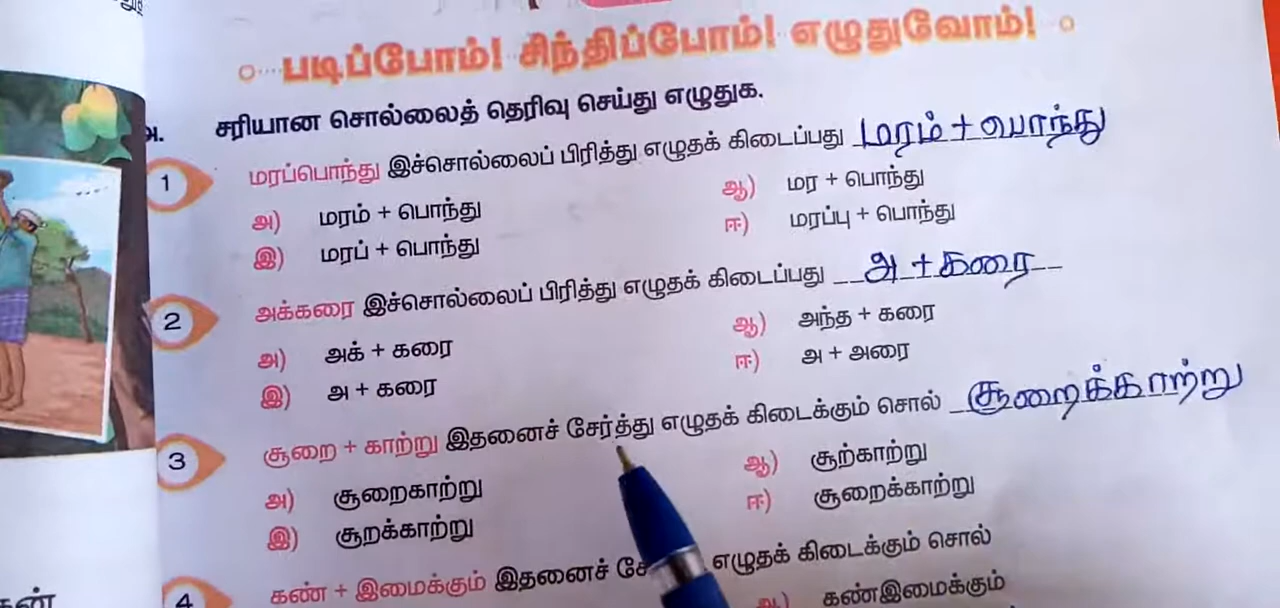 படிப்போம்! சிந்திப்போம்! எழுதுவோம்!
அ. சரியான சொல்லைத் தெரிவு செய்து எழுதுக.
1 மரப்பொந்து இச்சொல்லைப் பிரித்து எழுதக் கிடைப்பது மரம் + பொந்து
அ) மரம் + பொந்து ஆ) மர + பொந்து
இ) மரப் + பொந்து ஈ) மரப்பு + பொந்து
2 அக்கரை இச்சொல்லைப் பிரித்து எழுதக் கிடைப்பது அ + கரை
அ) அக் + கரை ஆ) அந்த + கரை
இ) அ + கரை ஈ) அ + அரை
3 சூறை + காற்று இதனைச் சேர்த்து எழுதக் கிடைக்கும் சொல் சூறைக்காற்று
அ) சூறைகாற்று ஆ) சூற்காற்று
இ) சூறக்காற்று ஈ) சூறைக்காற்று
4 கண் + இமைக்கும் இதனைச் எழுதக் கிடைக்கும் சொல்
ஆ) கண்இமைக்கும்